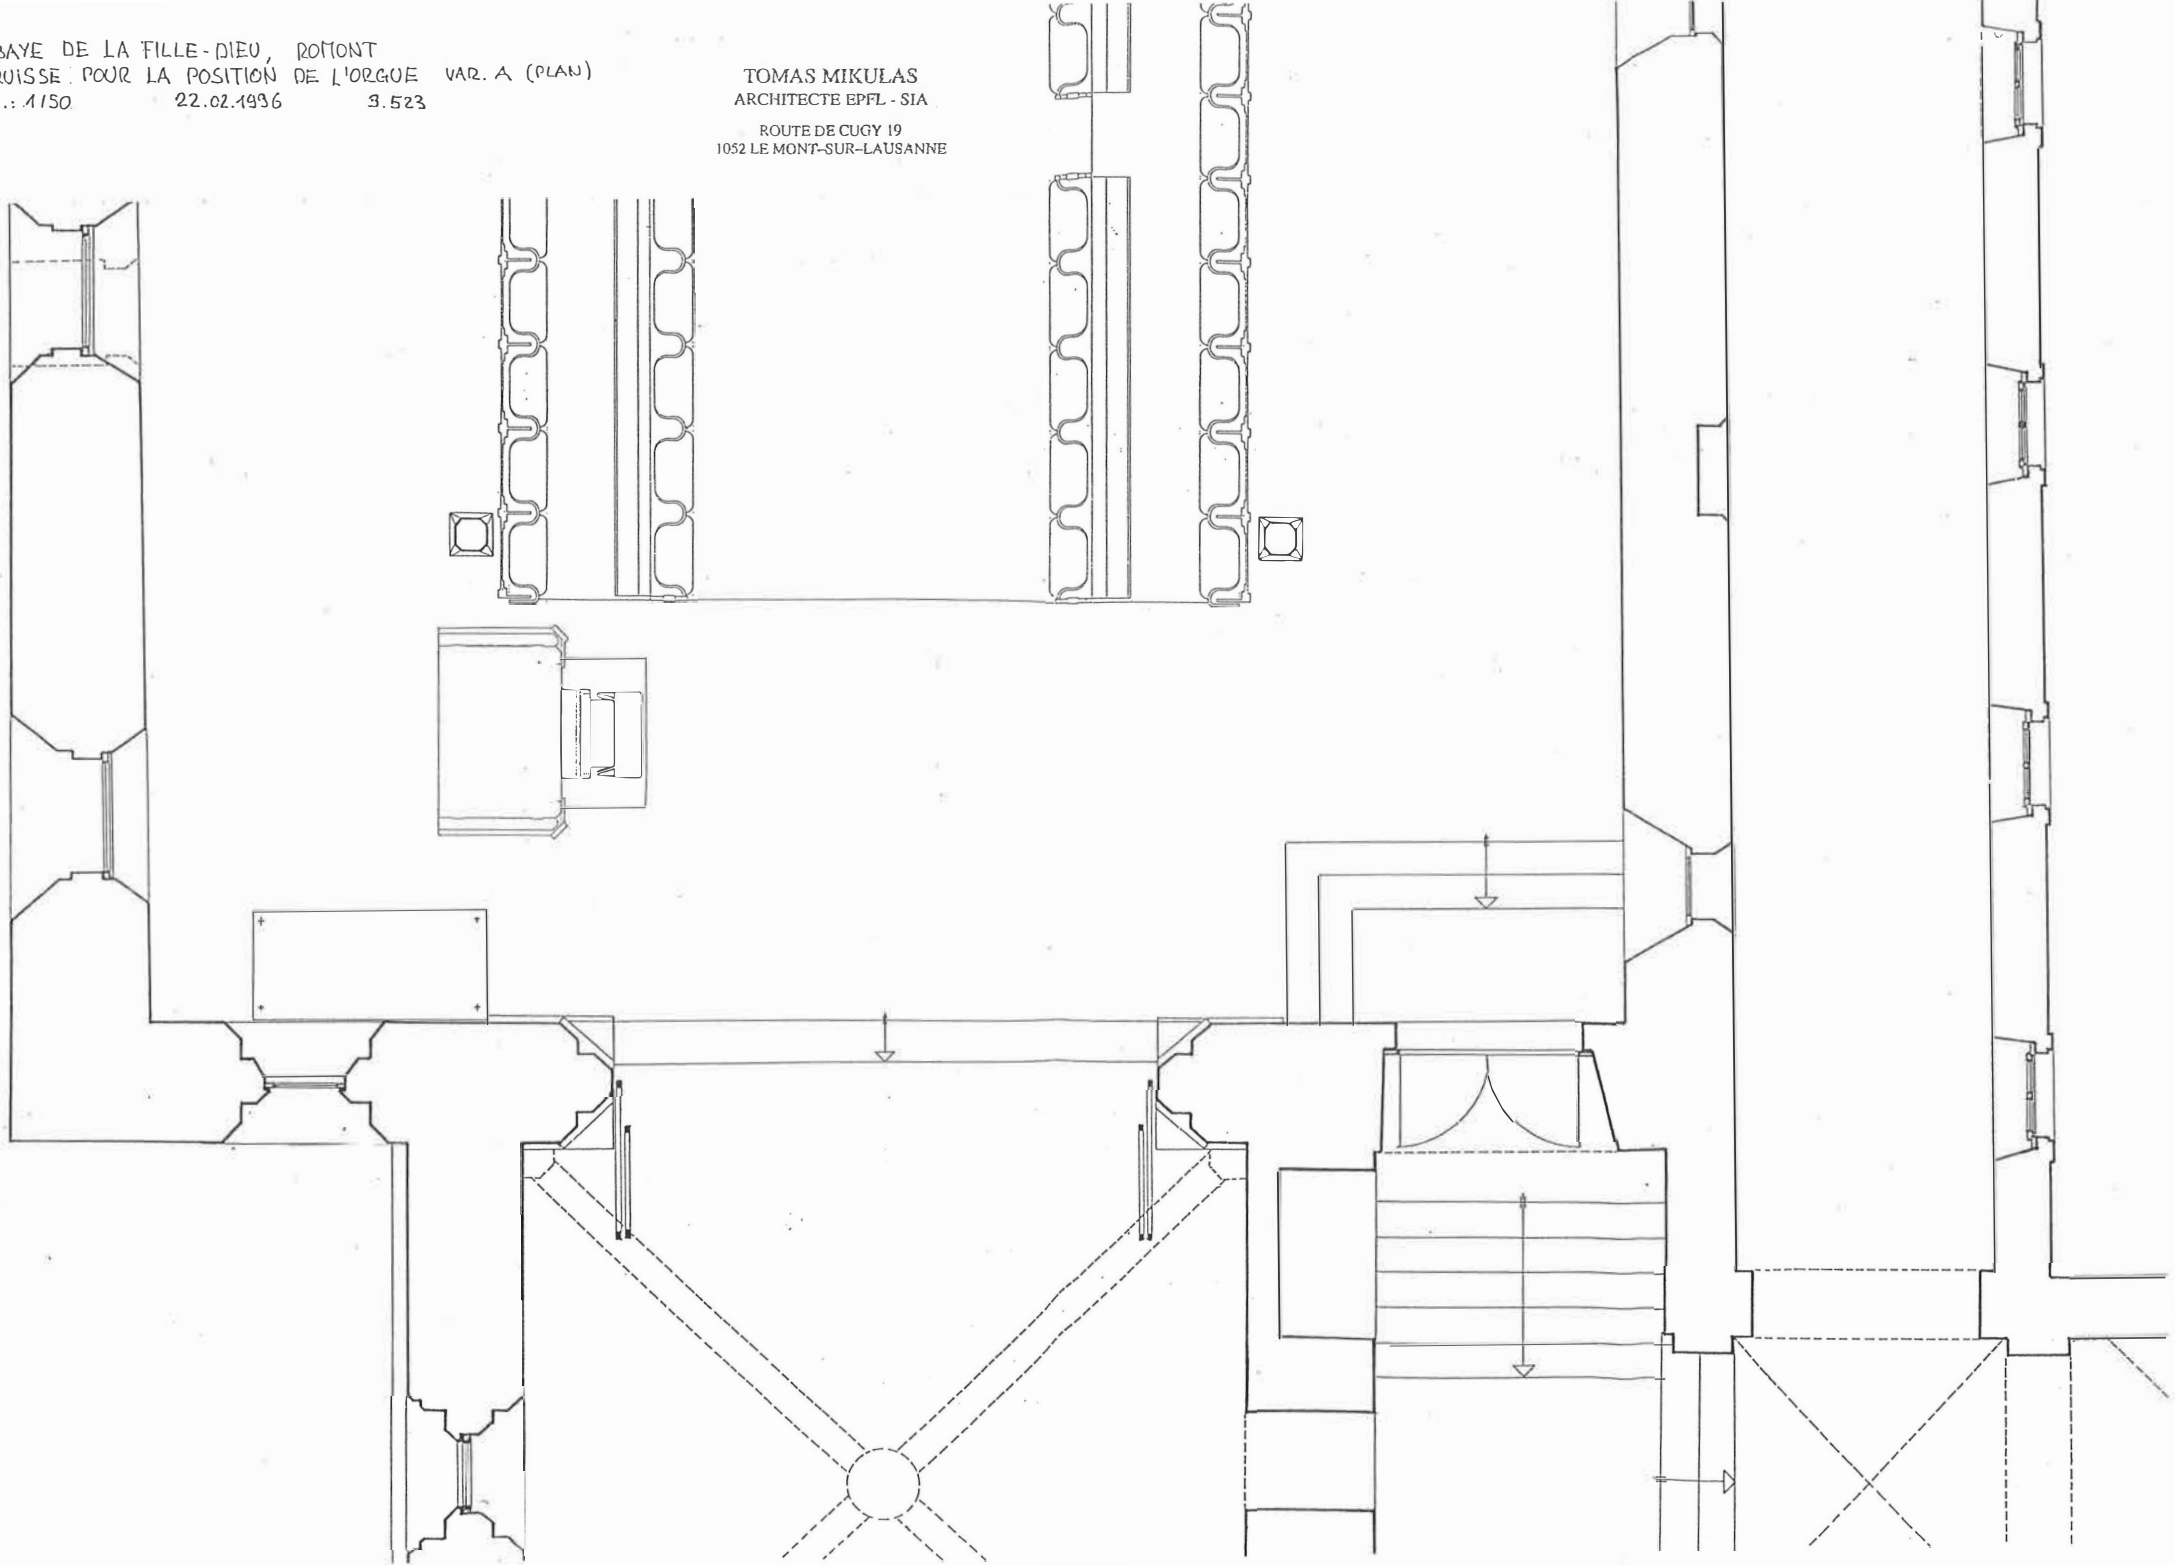 BAYE DE LA FILLE-DIEU, ROMONT
UISSE POUR LA POSITION DE L'ORGUE VAR. A (PLAN)
.: 1/50 22.02.1996 3.523
TOMAS MIKULAS
ARCHITECTE EPFL - SIA
ROUTE DE CUGY 19
1052 LE MONT-SUR-LAUSANNE